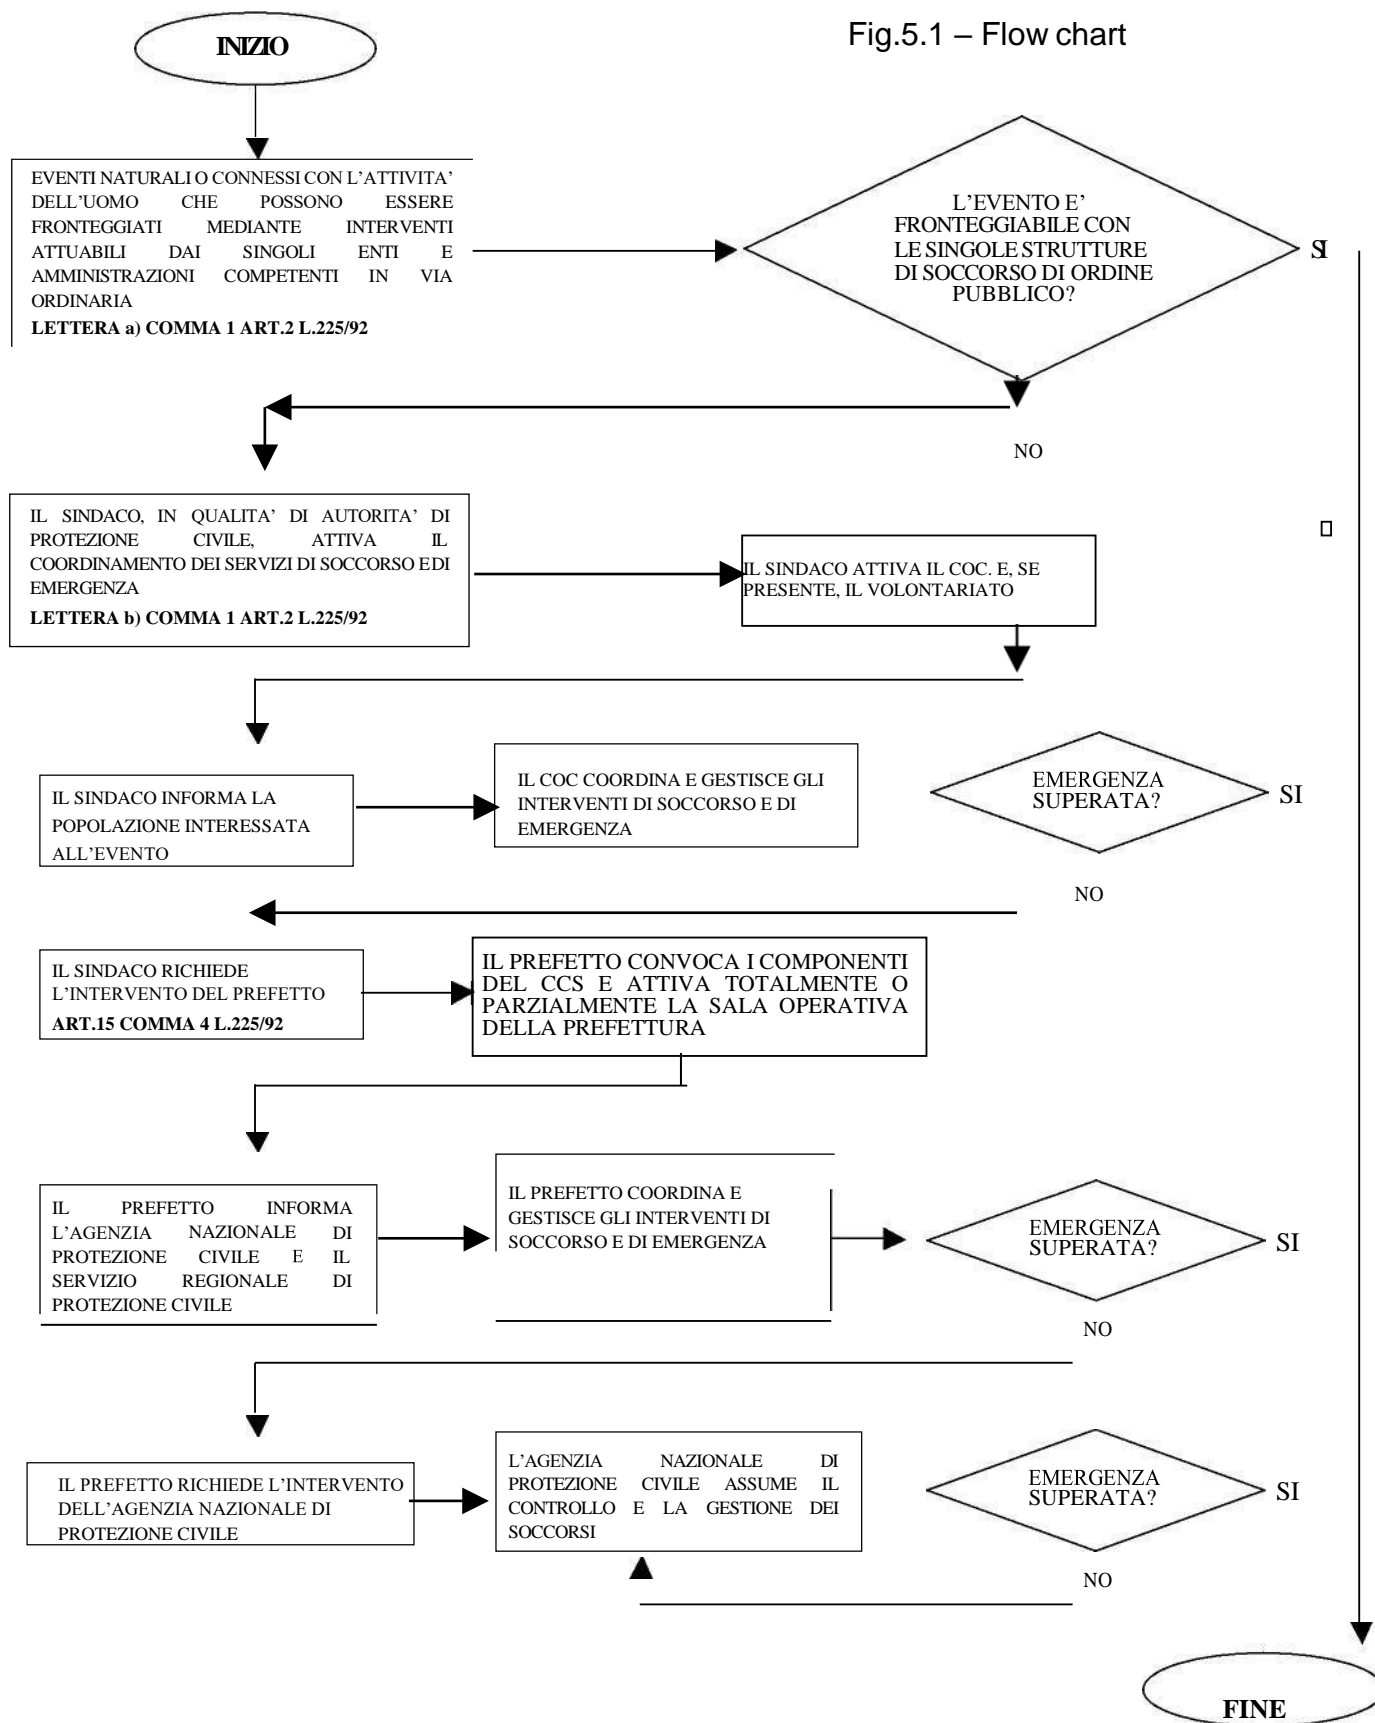 Fig.5.1 – Flow chart
INIZIO
EVENTI NATURALI O CONNESSI CON L’ATTIVITA’
DELL’UOMO CHE POSSONO ESSERE
FRONTEGGIATI MEDIANTE INTERVENTI
ATTUABILI DAI SINGOLI ENTI E
AMMINISTRAZIONI COMPETENTI IN VIA
ORDINARIA
LETTERA a) COMMA 1 ART.2 L.225/92
L’EVENTO E’
FRONTEGGIABILE CON
LE SINGOLE STRUTTURE
DI SOCCORSO DI ORDINE
PUBBLICO?
SI
NO
IL SINDACO, IN QUALITA’ DI AUTORITA’ DI
PROTEZIONE CIVILE, ATTIVA IL
COORDINAMENTO DEI SERVIZI DI SOCCORSO E DI
EMERGENZA
LETTERA b) COMMA 1 ART.2 L.225/92
IL SINDACO ATTIVA IL COC. E, SE
PRESENTE, IL VOLONTARIATO
IL SINDACO INFORMA LA
POPOLAZIONE INTERESSATA
ALL’EVENTO
IL COC COORDINA E GESTISCE GLI
INTERVENTI DI SOCCORSO E DI
EMERGENZA
EMERGENZA
SUPERATA?
SI
NO
IL SINDACO RICHIEDE
L’INTERVENTO DEL PREFETTO
ART.15 COMMA 4 L.225/92
IL PREFETTO CONVOCA I COMPONENTI
DEL CCS E ATTIVA TOTALMENTE O
PARZIALMENTE LA SALA OPERATIVA
DELLA PREFETTURA
IL PREFETTO INFORMA
L’AGENZIA NAZIONALE DI
PROTEZIONE CIVILE E IL
SERVIZIO REGIONALE DI
PROTEZIONE CIVILE
IL PREFETTO COORDINA E
GESTISCE GLI INTERVENTI DI
SOCCORSO E DI EMERGENZA
EMERGENZA
SUPERATA?
SI
NO
IL PREFETTO RICHIEDE L’INTERVENTO
DELL’AGENZIA NAZIONALE DI
PROTEZIONE CIVILE
L’AGENZIA NAZIONALE DI
PROTEZIONE CIVILE ASSUME IL
CONTROLLO E LA GESTIONE DEI
SOCCORSI
EMERGENZA
SUPERATA?
SI
NO
FINE